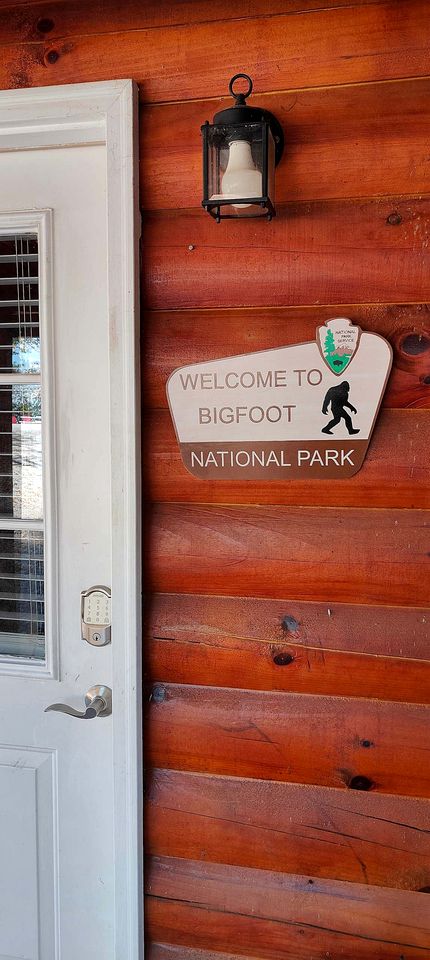 NATIONAL
PARK
SERVICE
WELCOME TO
BIGFOOT
NATIONAL PARK